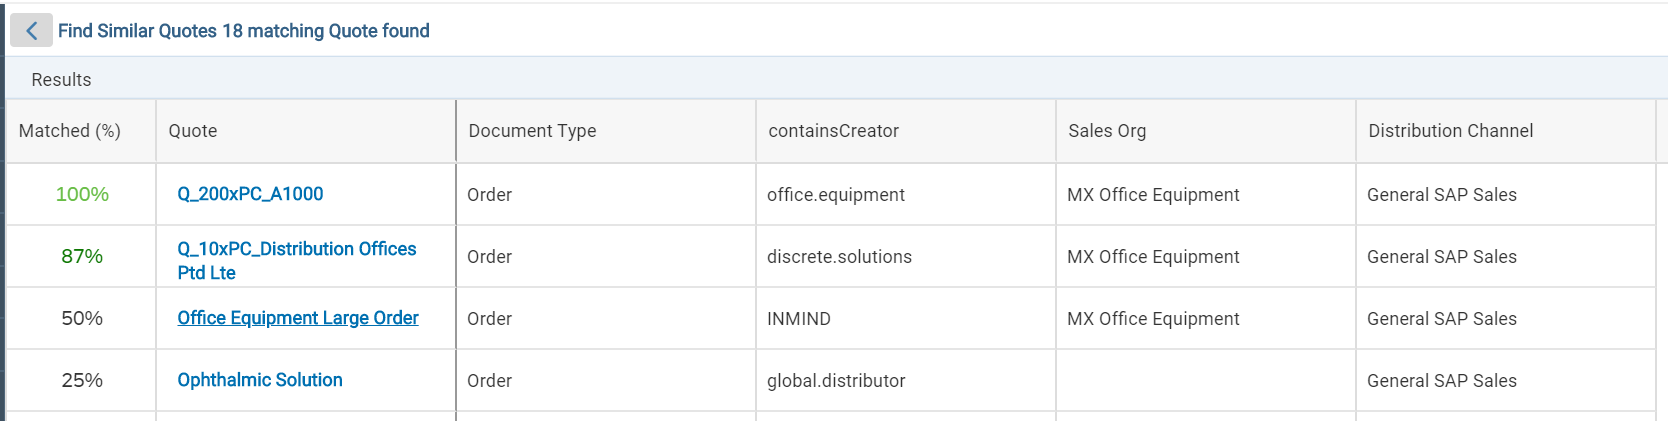 Find Similar Quotes 18 matching Quote found
Results
Matched (%) Quote Document Type containsCreator Sales Org Distribution Channel
100% Q_200xPC_A1000 Order office.equipment MX Office Equipment General SAP Sales
87% Q_10xPC_Distribution Offices Order discrete.solutions MX Office Equipment General SAP Sales
Ptd Lte
50% Office Equipment Large Order Order INMIND MX Office Equipment General SAP Sales
25% Ophthalmic Solution Order global.distributor General SAP Sales